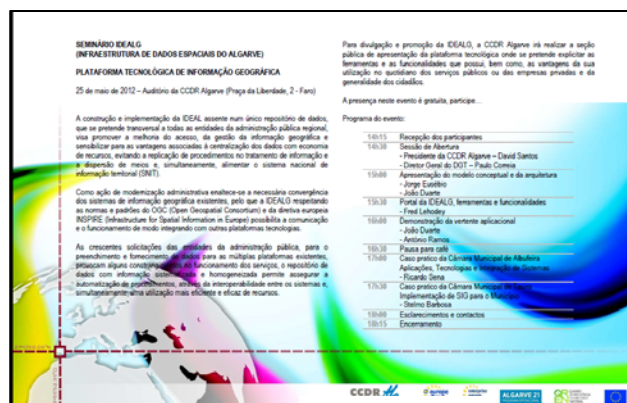 SEMINÁRIO IDEALG
(INFRAESTRUTURA DE DADOS ESPACIAIS DO ALGARVE)
PLATAFORMA TECNOLÓGICA DE INFORMAÇÃO GEOGRÁFICA
25 de maio de 2012 – Auditório da CCDR Algarve (Praça da Liberdade, 2 - Faro)
A construção e implementação da IDEAL assente num único repositório de dados,
que se pretende transversal a todas as entidades da administração pública regional,
visa promover a melhoria do acesso, da gestão da informação geográfica e
sensibilizar para as vantagens associadas à centralização dos dados com economia
de recursos, evitando a replicação de procedimentos no tratamento de informação e
a dispersão de meios e, simultaneamente, alimentar o sistema nacional de
informação territorial (SNIT).
Como ação de modernização administrativa enaltece-se a necessária convergência
dos sistemas de informação geográfica existentes, pelo que a IDEALG respeitando
as normas e padrões do OGC (Open Geospatial Consortium) e da diretiva europeia
INSPIRE (Infrastructure for Spatial Information in Europe) possibilita a comunicação
e o funcionamento de modo integrando com outras plataformas tecnologias.
As crescentes solicitações das entidades da administração pública, para o
preenchimento e fornecimento de dados para as múltiplas plataformas existentes,
provocam alguns constrangimentos no funcionamento dos serviços, o repositório de
dados com informação sistematizada e homogeneizada permite assegurar a
automatização de procedimentos, através da interoperabilidade entre os sistemas e,
simultaneamente uma utilização mais eficiente e eficaz de recursos.
Para divulgação e promoção da IDEALG, a CCDR Algarve irá realizar a seção
pública de apresentação da plataforma tecnológica onde se pretende explicitar as
ferramentas e as funcionalidades que possui, bem como, as vantagens da sua
utilização no quotidiano dos serviços públicos ou das empresas privadas e da
generalidade dos cidadãos.
A presença neste evento é gratuita, participe...
Programa do evento:
14h15 Recepção dos participantes
14h30 Sessão de Abertura
- Presidente da CCDR Algarve – David Santos
- Diretor Geral do DGT – Paulo Correia
15h00 Apresentação do modelo conceptual e da arquitetura
- Jorge Eusébio
- João Duarte
15h30 Portal da IDEALG, ferramentas e funcionalidades
- Fred Lehodey
16h00 Demonstração da vertente aplicacional
- João Duarte
- António Ramos
16h30 Pausa para café
17h00 Caso pratico da Câmara Municipal de Albufeira
Aplicações, Tecnologias e Integração de Sistemas
- Ricardo Sena
17h30 Caso pratico da Câmara Municipal de
Implementação de SIG para o Município
- Stelmo Barbosa
18h00 Esclarecimentos e contactos
18h15 Encerramento
CCDR
ALGARVE 21